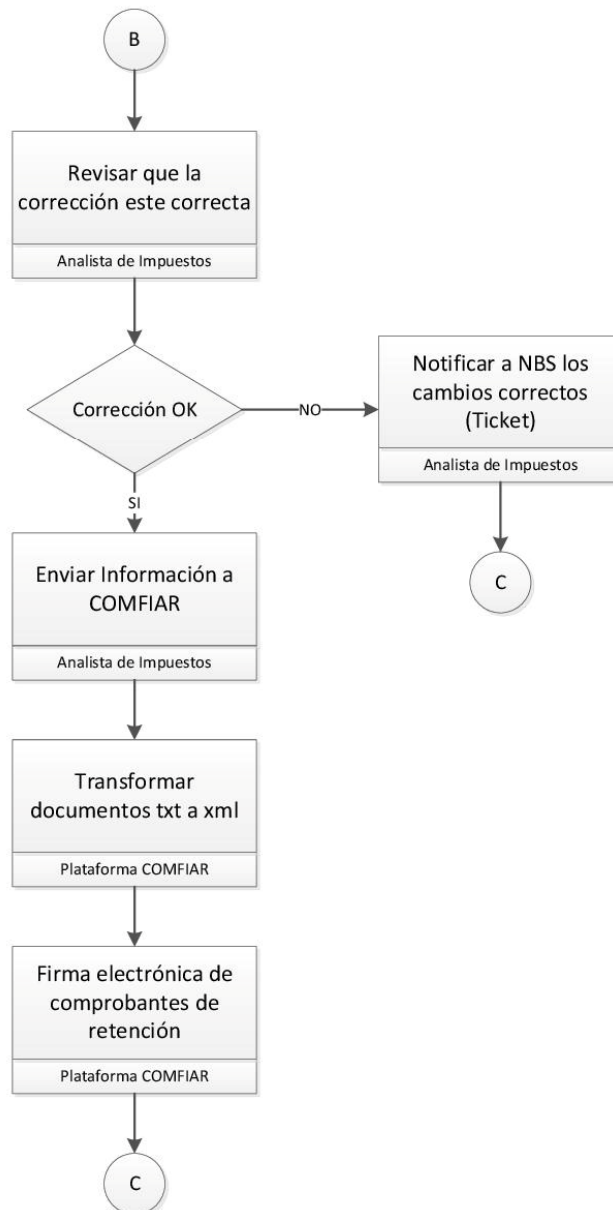 B
Revisar que la
corrección este correcta
Analista de Impuestos
Corrección OK
NO
Notificar a NBS los
cambios correctos
(Ticket)
Analista de Impuestos
C
SI
Enviar Información a
COMFIAR
Analista de Impuestos
Transformar
documentos txt a xml
Plataforma COMFIAR
Firma electrónica de
comprobantes de
retención
Plataforma COMFIAR
C